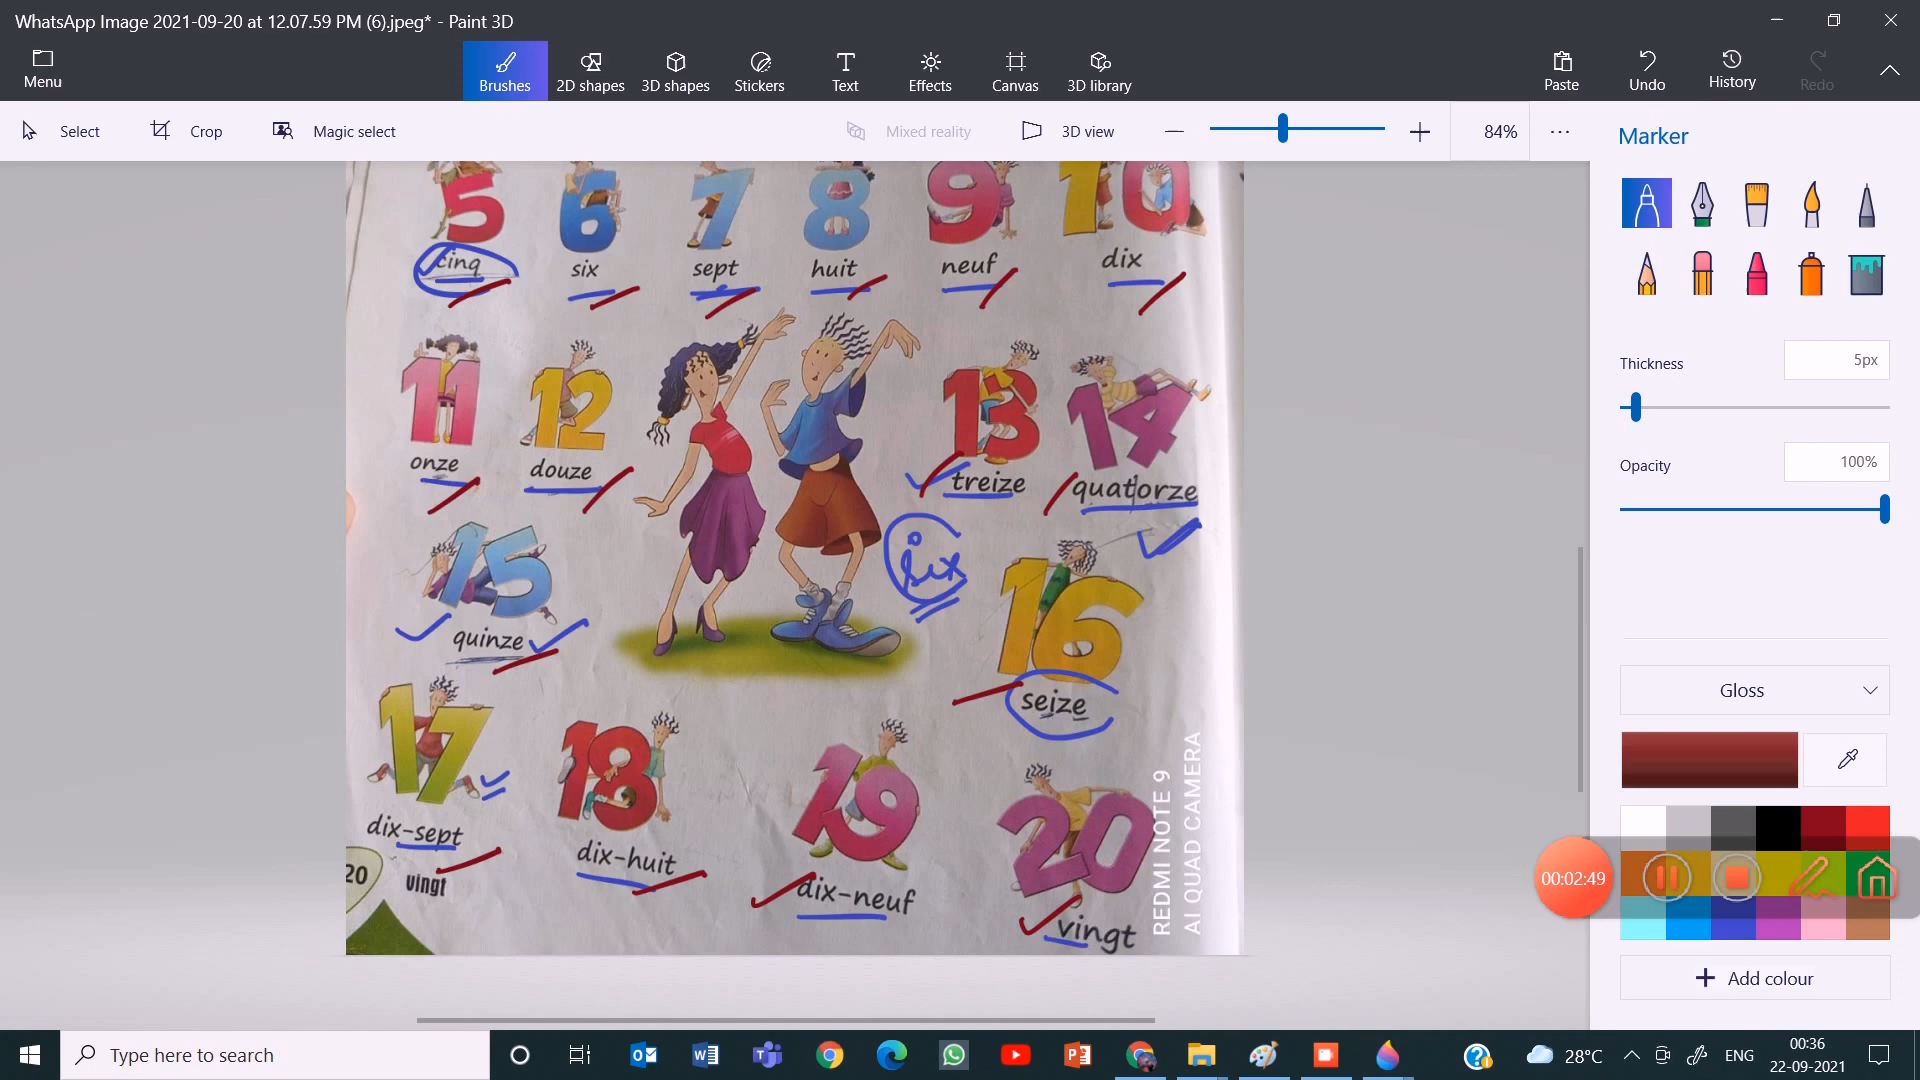 WhatsApp Image 2021-09-20 at 12.07.59 PM (6).jpeg* - Paint 3D
Menu
Brushes 2D shapes 3D shapes Stickers Text Effects Canvas 3D library
Paste Undo History Redo
Select Crop Magic select Mixed reality 3D view 84%
Marker
Thickness 5px
Opacity 100%
Gloss
Add colour
5 6 7 8 9 10
cinq six sept huit neuf dix
11 12 13 14
onze douze treize quatorze
15 six 16
quinze seize
17 18 19 20
dix-sept dix-huit dix-neuf vingt
20 vingt
REDMI NOTE 9
AI QUAD CAMERA
00:02:49
Type here to search
28°C ENG 00:36
22-09-2021